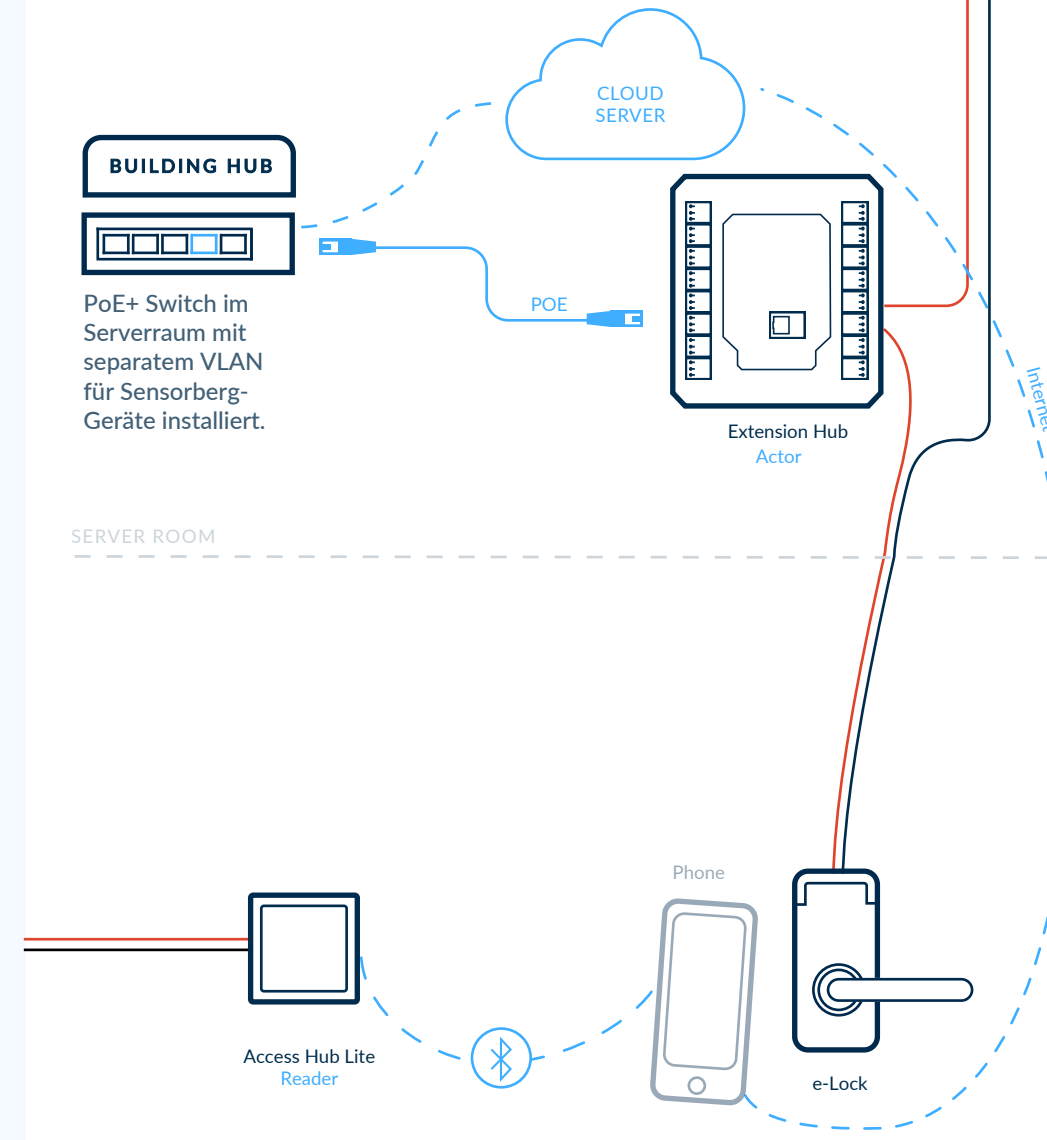 CLOUD
SERVER
BUILDING HUB
PoE+ Switch im
Serverraum mit
separatem VLAN
für Sensorberg-
Geräte installiert.
POE
Internet
Extension Hub
Actor
SERVER ROOM
Phone
Access Hub Lite
Reader
e-Lock